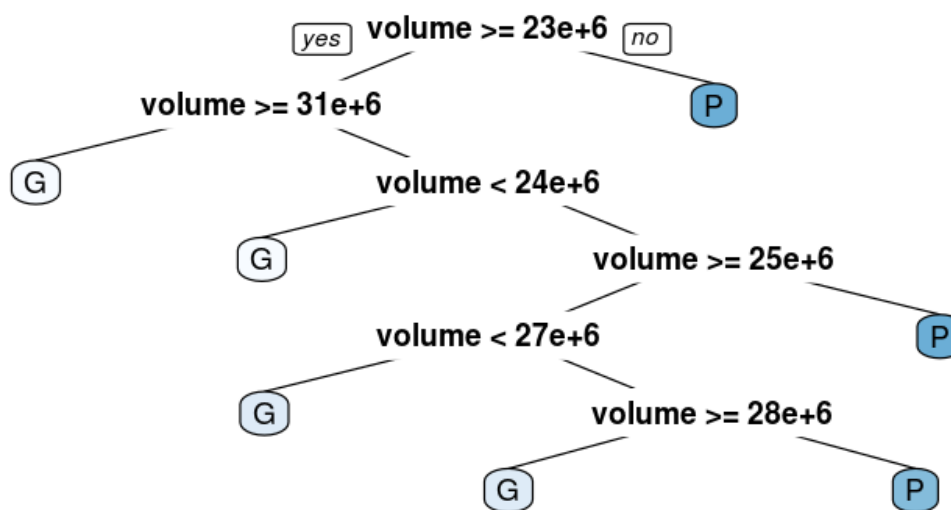 yes volume >= 23e+6 no
volume >= 31e+6 P
G volume < 24e+6
G volume >= 25e+6
volume < 27e+6 P
G volume >= 28e+6
G P